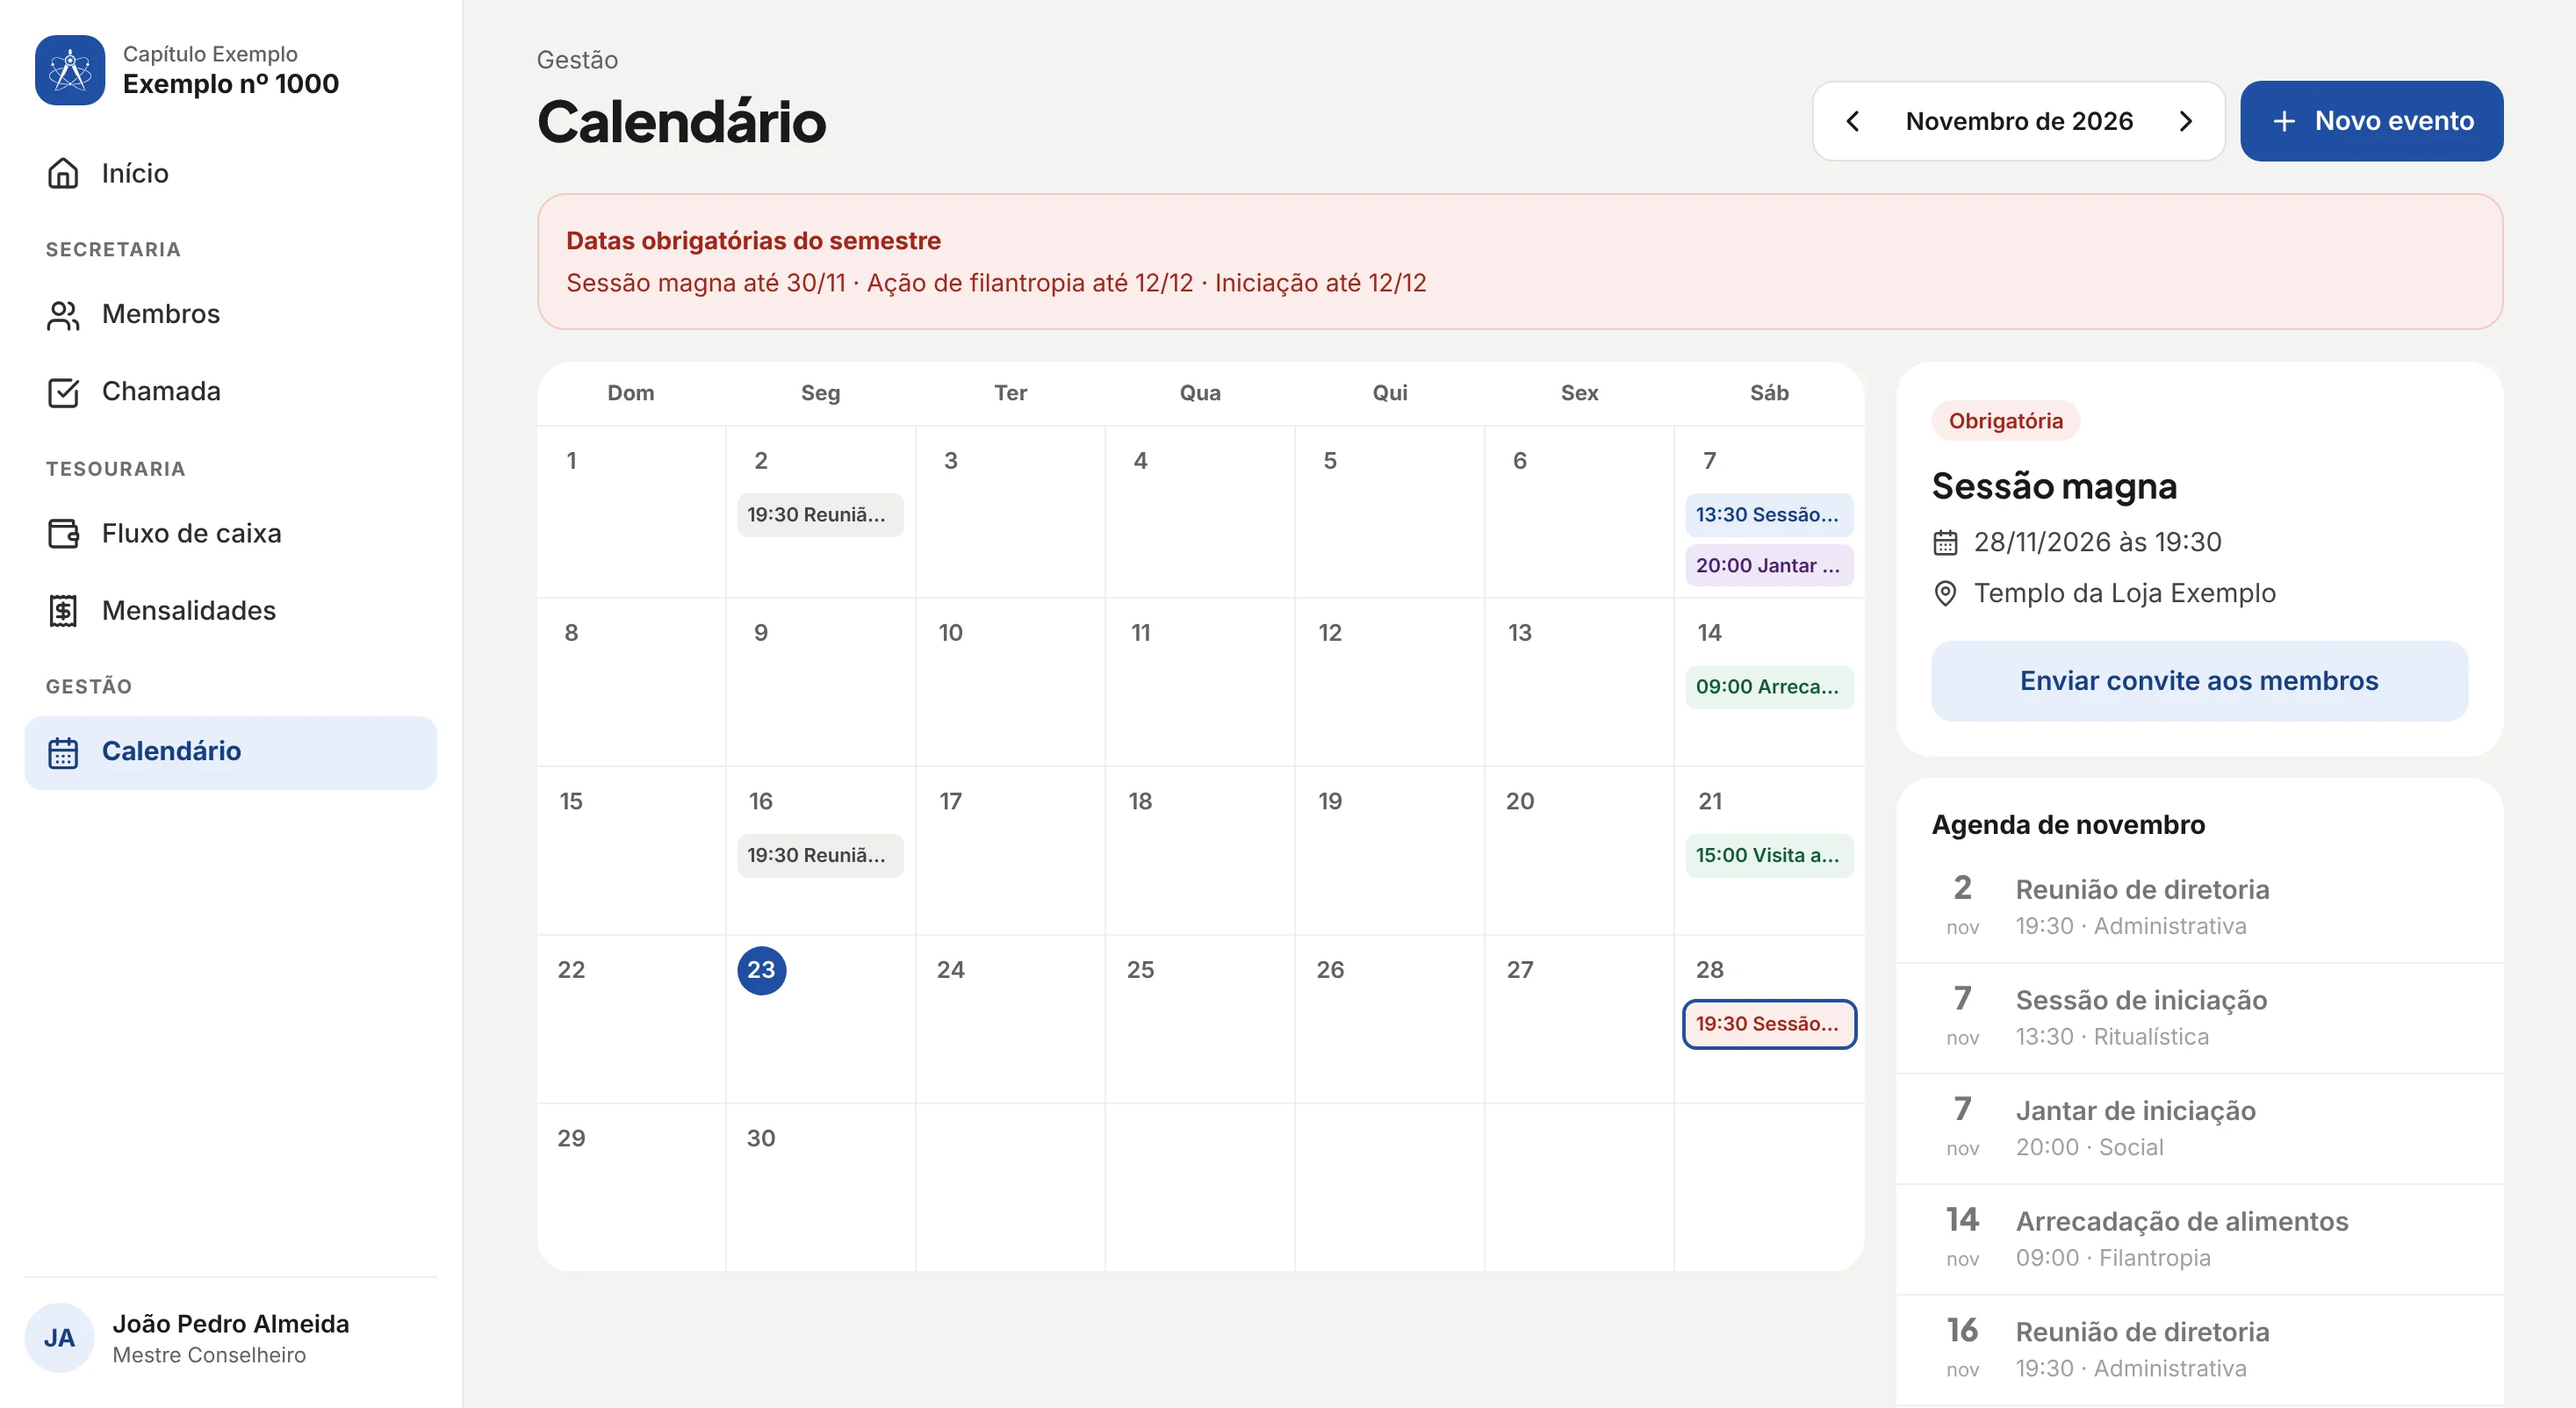 Capítulo Exemplo
Exemplo nº 1000
Início
SECRETARIA
Membros
Chamada
TESOURARIA
Fluxo de caixa
Mensalidades
GESTÃO
Calendário
JA
João Pedro Almeida
Mestre Conselheiro
Gestão
Calendário
Novembro de 2026
+ Novo evento
Datas obrigatórias do semestre
Sessão magna até 30/11 · Ação de filantropia até 12/12 · Iniciação até 12/12
Dom Seg Ter Qua Qui Sex Sáb
1 2 3 4 5 6 7
19:30 Reuniã... 13:30 Sessão...
20:00 Jantar ...
8 9 10 11 12 13 14
09:00 Arreca...
15 16 17 18 19 20 21
19:30 Reuniã... 15:00 Visita a...
22 23 24 25 26 27 28
19:30 Sessão...
29 30
Obrigatória
Sessão magna
28/11/2026 às 19:30
Templo da Loja Exemplo
Enviar convite aos membros
Agenda de novembro
2 nov Reunião de diretoria
19:30 · Administrativa
7 nov Sessão de iniciação
13:30 · Ritualística
7 nov Jantar de iniciação
20:00 · Social
14 nov Arrecadação de alimentos
09:00 · Filantropia
16 nov Reunião de diretoria
19:30 · Administrativa